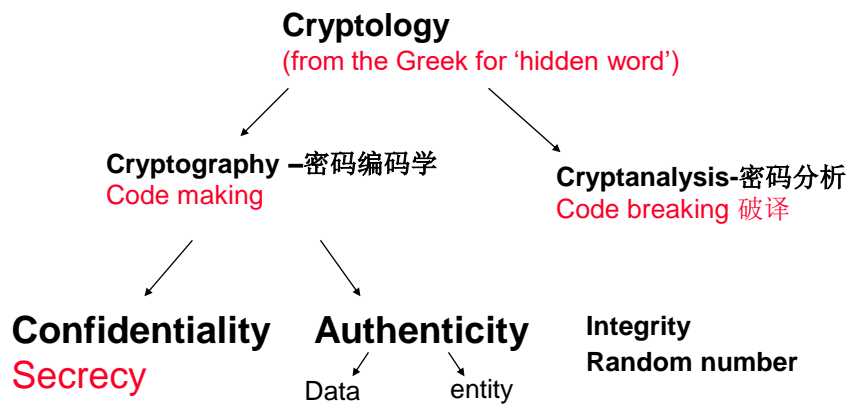 Cryptology
(from the Greek for ‘hidden word’)
Cryptography –密码编码学
Code making
Cryptanalysis-密码分析
Code breaking 破译
Confidentiality
Secrecy
Authenticity
Data
entity
Integrity
Random number